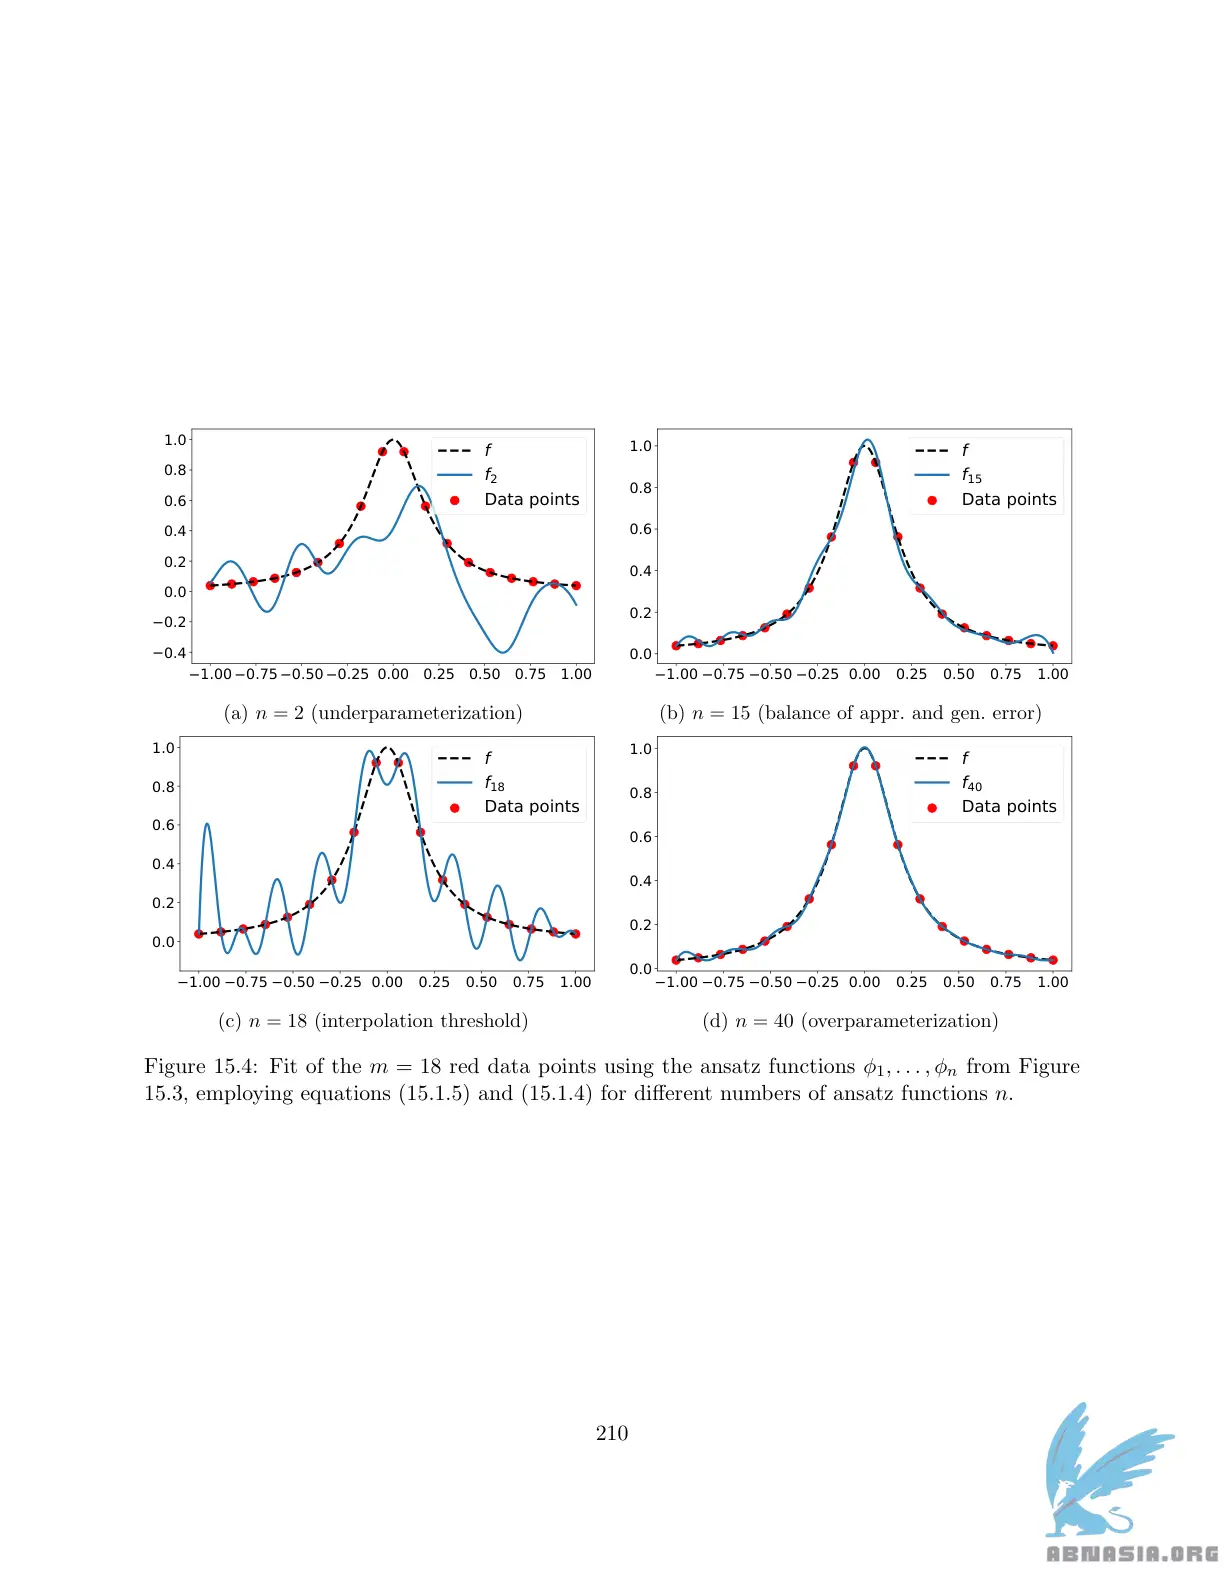 1.0
0.8
0.6
0.4
0.2
0.0
−0.2
−0.4
−1.00 −0.75 −0.50 −0.25 0.00 0.25 0.50 0.75 1.00
f
f2
Data points
(a) n = 2 (underparameterization)
1.0
0.8
0.6
0.4
0.2
0.0
−1.00 −0.75 −0.50 −0.25 0.00 0.25 0.50 0.75 1.00
f
f15
Data points
(b) n = 15 (balance of appr. and gen. error)
1.0
0.8
0.6
0.4
0.2
0.0
−1.00 −0.75 −0.50 −0.25 0.00 0.25 0.50 0.75 1.00
f
f18
Data points
(c) n = 18 (interpolation threshold)
1.0
0.8
0.6
0.4
0.2
0.0
−1.00 −0.75 −0.50 −0.25 0.00 0.25 0.50 0.75 1.00
f
f40
Data points
(d) n = 40 (overparameterization)
Figure 15.4: Fit of the m = 18 red data points using the ansatz functions ϕ1, . . . , ϕn from Figure
15.3, employing equations (15.1.5) and (15.1.4) for different numbers of ansatz functions n.
210
ABNASIA.ORG